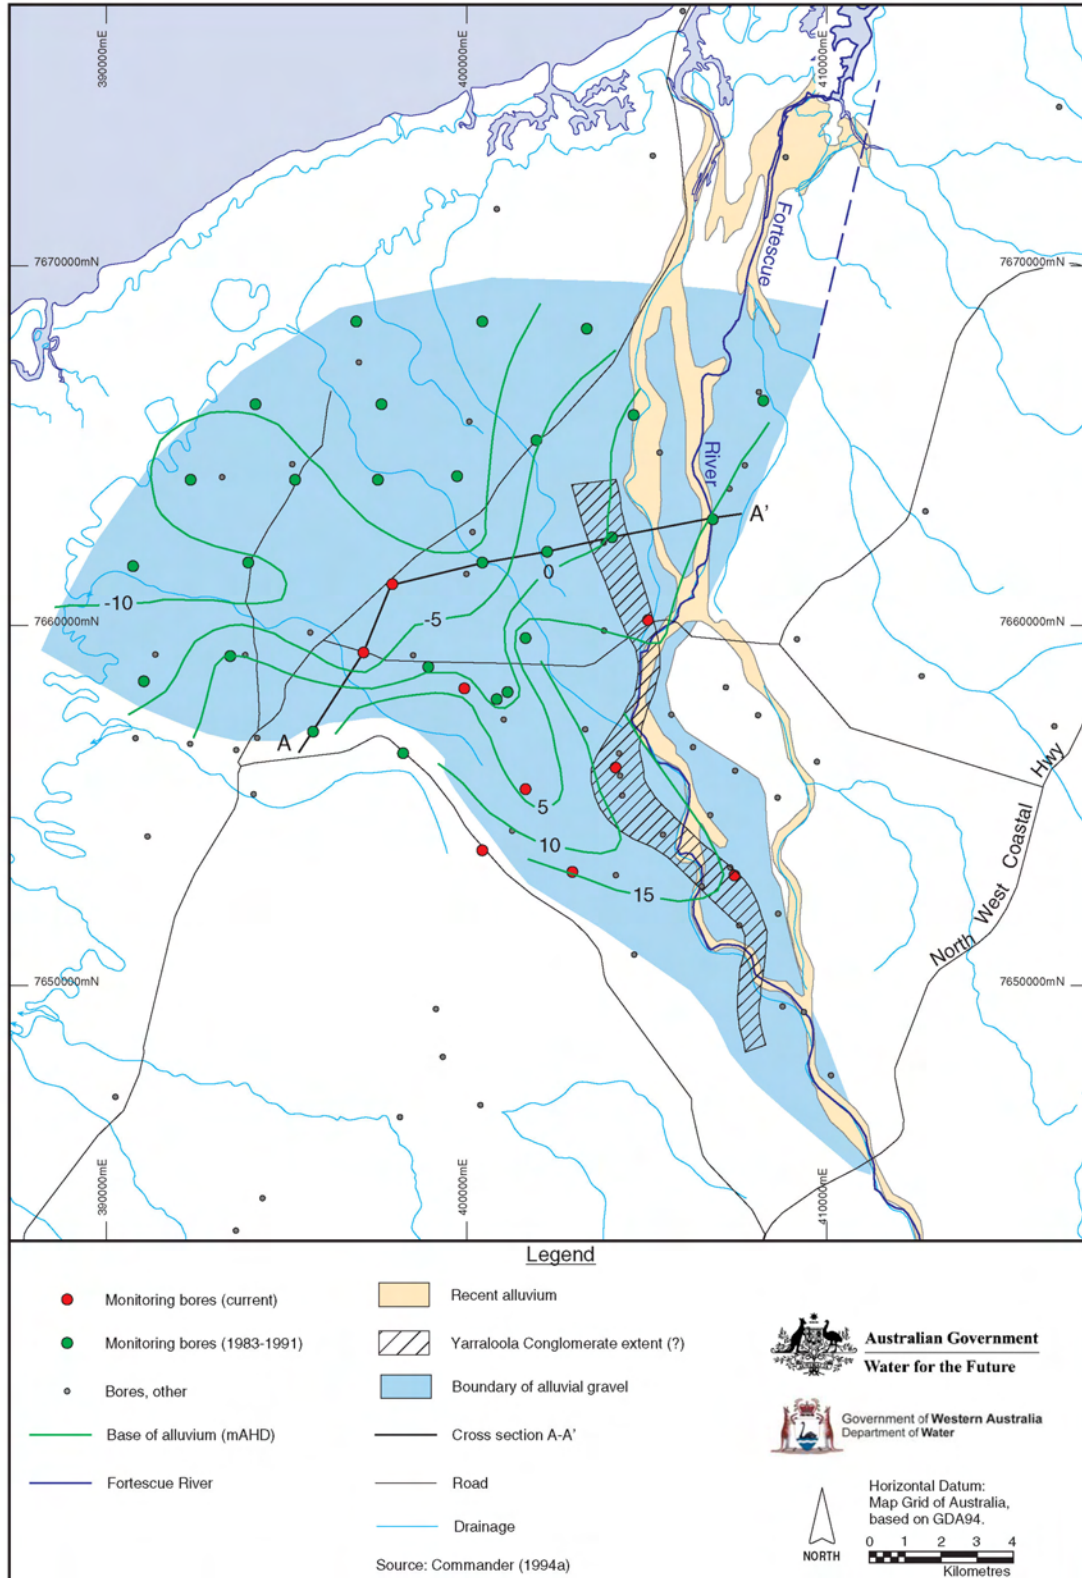 390000mE
400000mE
410000mE
7670000mN
7670000mN
Fortescue
River
A'
0
-10
-5
7660000mN
7660000mN
A
5
10
15
North West Coastal Hwy
7650000mN
7650000mN
390000mE
400000mE
410000mE
Legend
Monitoring bores (current)
Monitoring bores (1983-1991)
Bores, other
Base of alluvium (mAHD)
Fortescue River
Recent alluvium
Yarraloola Conglomerate extent (?)
Boundary of alluvial gravel
Cross section A-A'
Road
Drainage
Source: Commander (1994a)
Australian Government
Water for the Future
Government of Western Australia
Department of Water
NORTH
Horizontal Datum:
Map Grid of Australia,
based on GDA94.
0 1 2 3 4
Kilometres